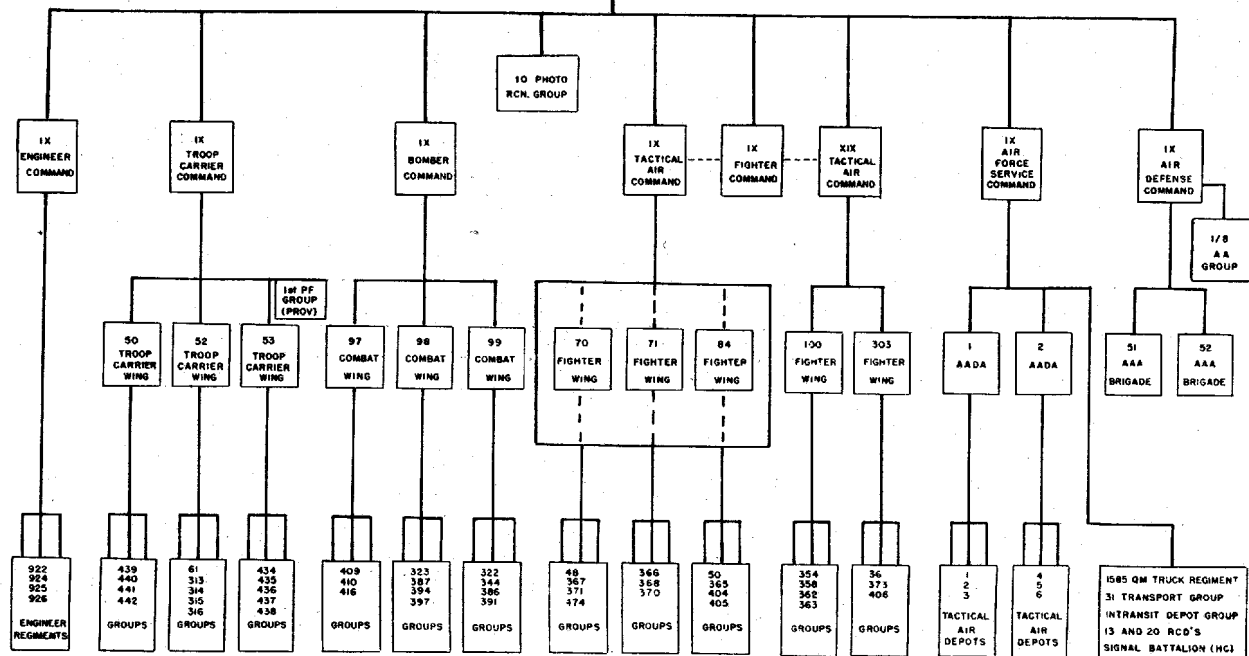 10 PHOTO
RCN. GROUP
IX
ENGINEER
COMMAND
IX
TROOP
CARRIER
COMMAND
IX
BOMBER
COMMAND
IX
TACTICAL
AIR
COMMAND
IX
FIGHTER
COMMAND
XIX
TACTICAL
AIR
COMMAND
IX
AIR
FORCE
SERVICE
COMMAND
IX
AIR
DEFENSE
COMMAND
1/8
AA
GROUP
1st PF
GROUP
(PROV)
50
TROOP
CARRIER
WING
52
TROOP
CARRIER
WING
53
TROOP
CARRIER
WING
97
COMBAT
WING
98
COMBAT
WING
99
COMBAT
WING
70
FIGHTER
WING
71
FIGHTER
WING
84
FIGHTER
WING
100
FIGHTER
WING
303
FIGHTER
WING
1
AADA
2
AADA
51
AAA
BRIGADE
52
AAA
BRIGADE
922
924
925
926
ENGINEER
REGIMENTS
439
440
441
442
GROUPS
61
313
314
315
316
GROUPS
434
435
436
437
438
GROUPS
409
410
416
GROUPS
323
387
394
397
GROUPS
322
344
386
391
GROUPS
48
367
371
474
GROUPS
366
368
370
GROUPS
50
365
404
405
GROUPS
354
358
362
363
GROUPS
36
373
406
GROUPS
1
2
3
TACTICAL
AIR
DEPOTS
4
5
6
TACTICAL
AIR
DEPOTS
1585 QM TRUCK REGIMENT
31 TRANSPORT GROUP
INTRANSIT DEPOT GROUP
13 AND 20 RCD'S
SIGNAL BATTALION (HC)